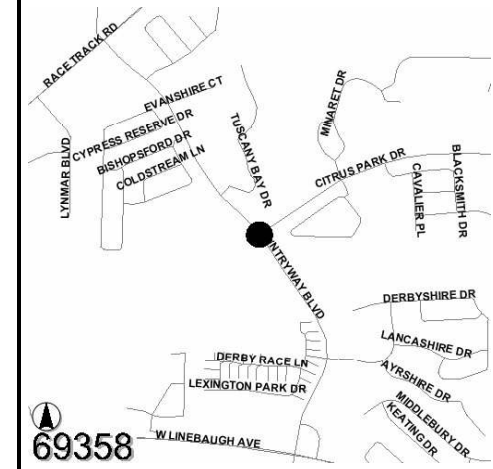 RACE TRACK RD
EVANSHIRE CT
CYPRESS RESERVE DR
BISHOPSFORD DR
COLDSTREAM LN
LYNMAR BLVD
TUSCANY BAY DR
MINARET DR
CITRUS PARK DR
CAVALIER PL
BLACKSMITH DR
NTRYWAY BLVD
DERBYSHIRE DR
LANCASHIRE DR
AYRSHIRE DR
MIDDLEBURY DR
KEATING DR
DERBY RACE LN
LEXINGTON PARK DR
W LINEBAUGH AVE
69358